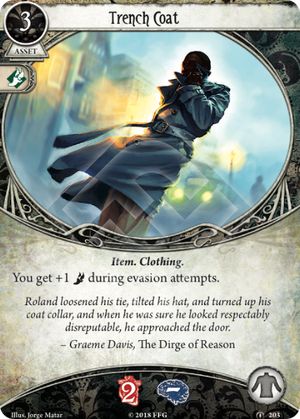 Trench Coat
3
ASSET
Item. Clothing.
You get +1 during evasion attempts.
Roland loosened his tie, tilted his hat, and turned up his
coat collar, and when he was sure he looked respectably
disreputable, he approached the door.
– Graeme Davis, The Dirge of Reason
2
–
Illus. Jorge Matar
© 2018 FFG
203